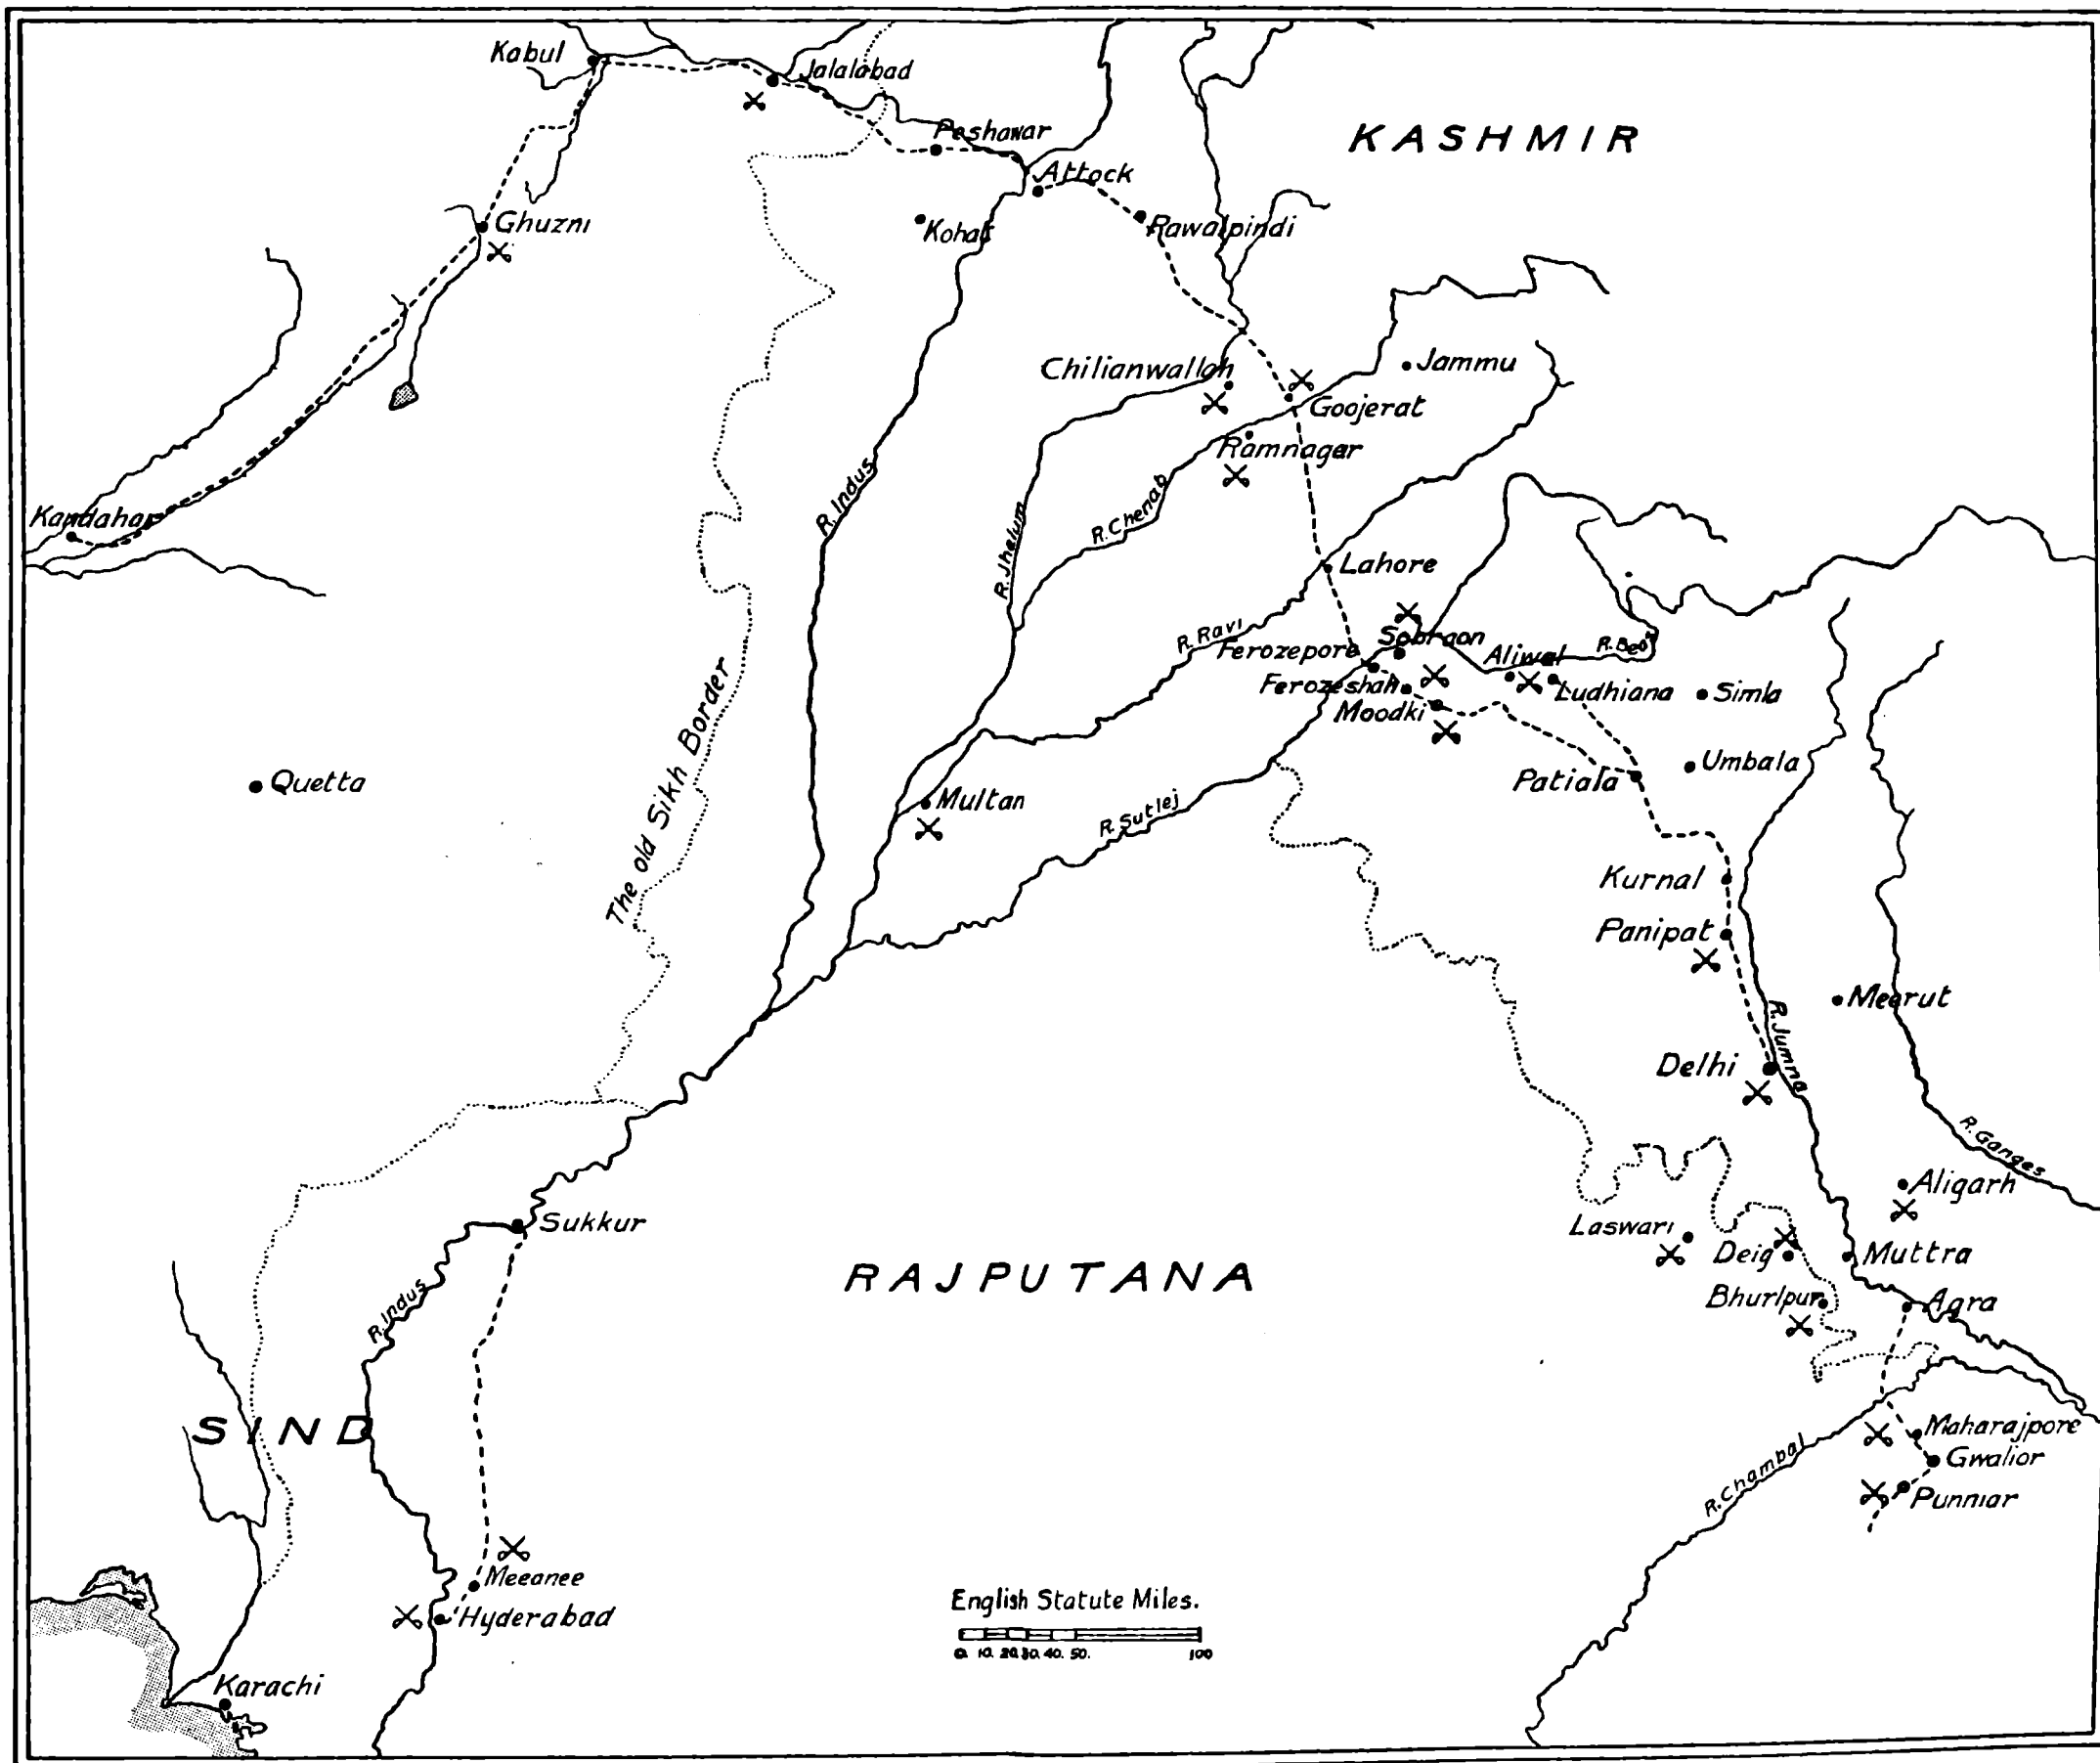 Kabul
Jalalabad
Peshawar
KASHMIR
Attock
Ghuzni
Kohat
Rawalpindi
Chilianwallah
Jammu
Goojerat
Ramnagar
Kandahar
R. Indus
R. Chenab
R. Jhelum
Lahore
R. Ravi
Sobraon
Ferozepore
Aliwal
R. Beas
Ferozeshah
Ludhiana
Simla
Moodki
The old Sikh Border
Quetta
Umbala
Patiala
Multan
R. Sutlej
Kurnal
Panipat
Meerut
R. Jumna
Delhi
R. Ganges
Aligarh
Sukkur
Laswari
Deig
Muttra
RAJPUTANA
Bhurlpur
Agra
R. Indus
SIND
Maharajpore
Gwalior
R. Chambal
Punniar
Meeanee
Hyderabad
English Statute Miles.
0. 10. 20. 30. 40. 50. 100
Karachi